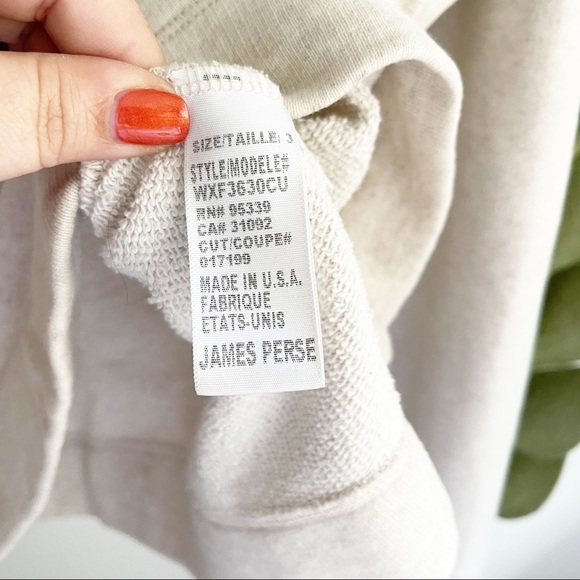 SIZE/TAILLE: 3
STYLE/MODELE#
WXF3630CU
RN# 95339
CA# 31092
CUT/COUPE#
017199
MADE IN U.S.A.
FABRIQUE
ETATS-UNIS
JAMES PERSE